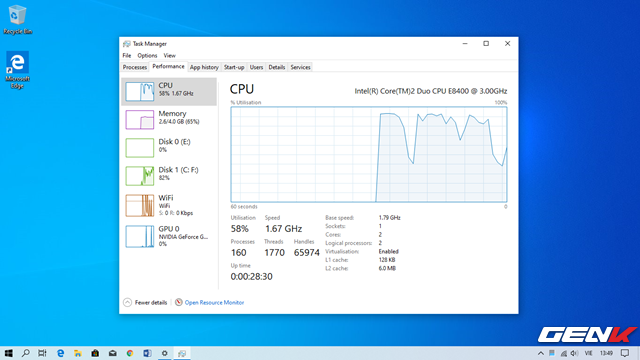 Recycle Bin
Microsoft
Edge
Task Manager
File Options View
Processes Performance App history Start-up Users Details Services
CPU
58% 1.67 GHz
Memory
2.6/4.0 GB (65%)
Disk 0 (E:)
0%
Disk 1 (C: F:)
82%
WiFi
WiFi
S: 0 R: 0 Kbps
GPU 0
NVIDIA GeForce G...
0%
CPU
Intel(R) Core(TM)2 Duo CPU E8400 @ 3.00GHz
% Utilisation 100%
60 seconds 0
Utilisation Speed
58% 1.67 GHz
Processes Threads Handles
160 1770 65974
Up time
0:00:28:30
Base speed: 1.79 GHz
Sockets: 1
Cores: 2
Logical processors: 2
Virtualisation: Enabled
L1 cache: 128 KB
L2 cache: 6.0 MB
Fewer details Open Resource Monitor
VIE 13:49
GENK